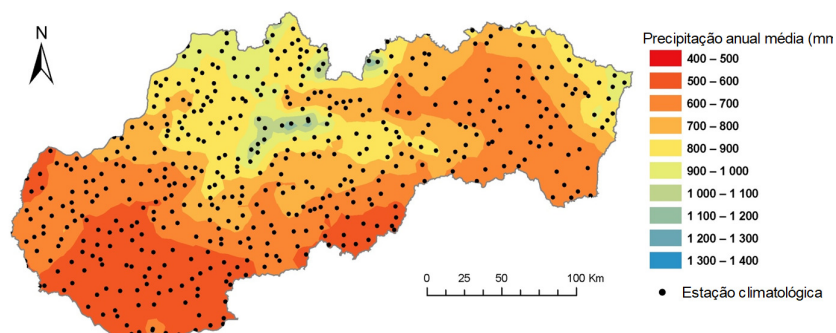 N
Precipitação anual média (mm
400 – 500
500 – 600
600 – 700
700 – 800
800 – 900
900 – 1 000
1 000 – 1 100
1 100 – 1 200
1 200 – 1 300
1 300 – 1 400
Estação climatológica
0 25 50 100 Km